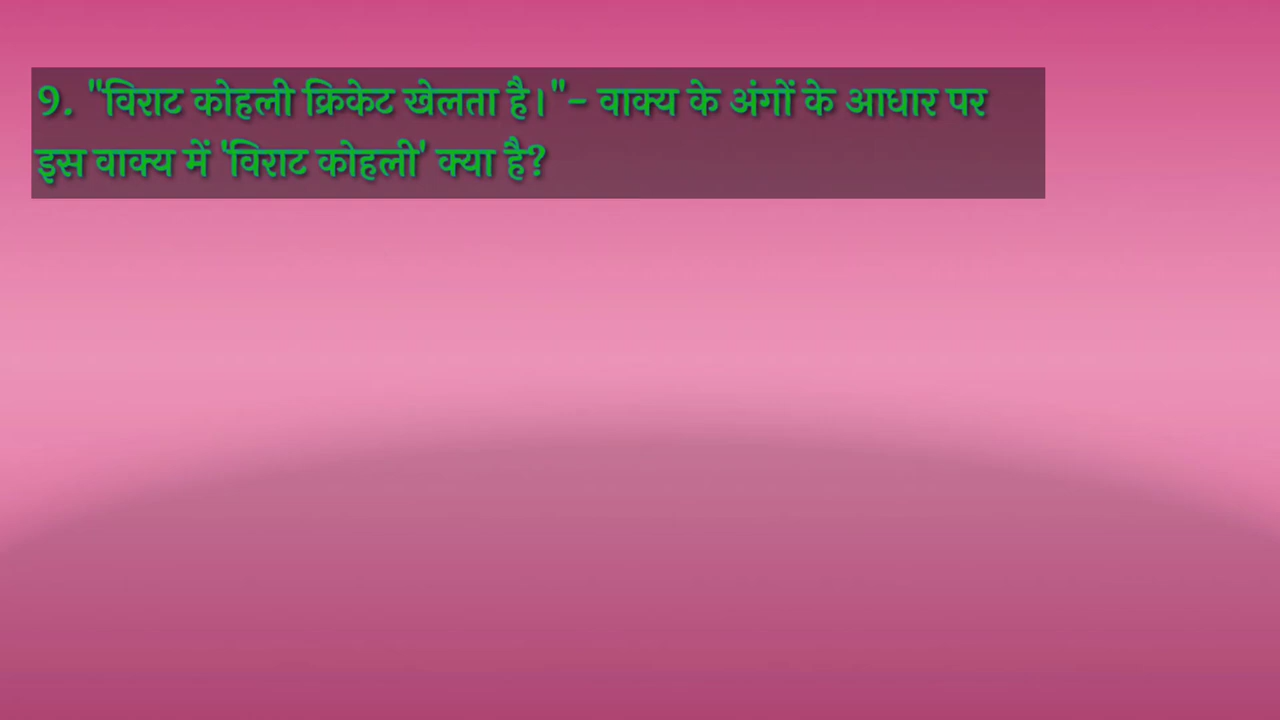 9. "विराट कोहली क्रिकेट खेलता है।"- वाक्य के अंगों के आधार पर
इस वाक्य में 'विराट कोहली' क्या है?